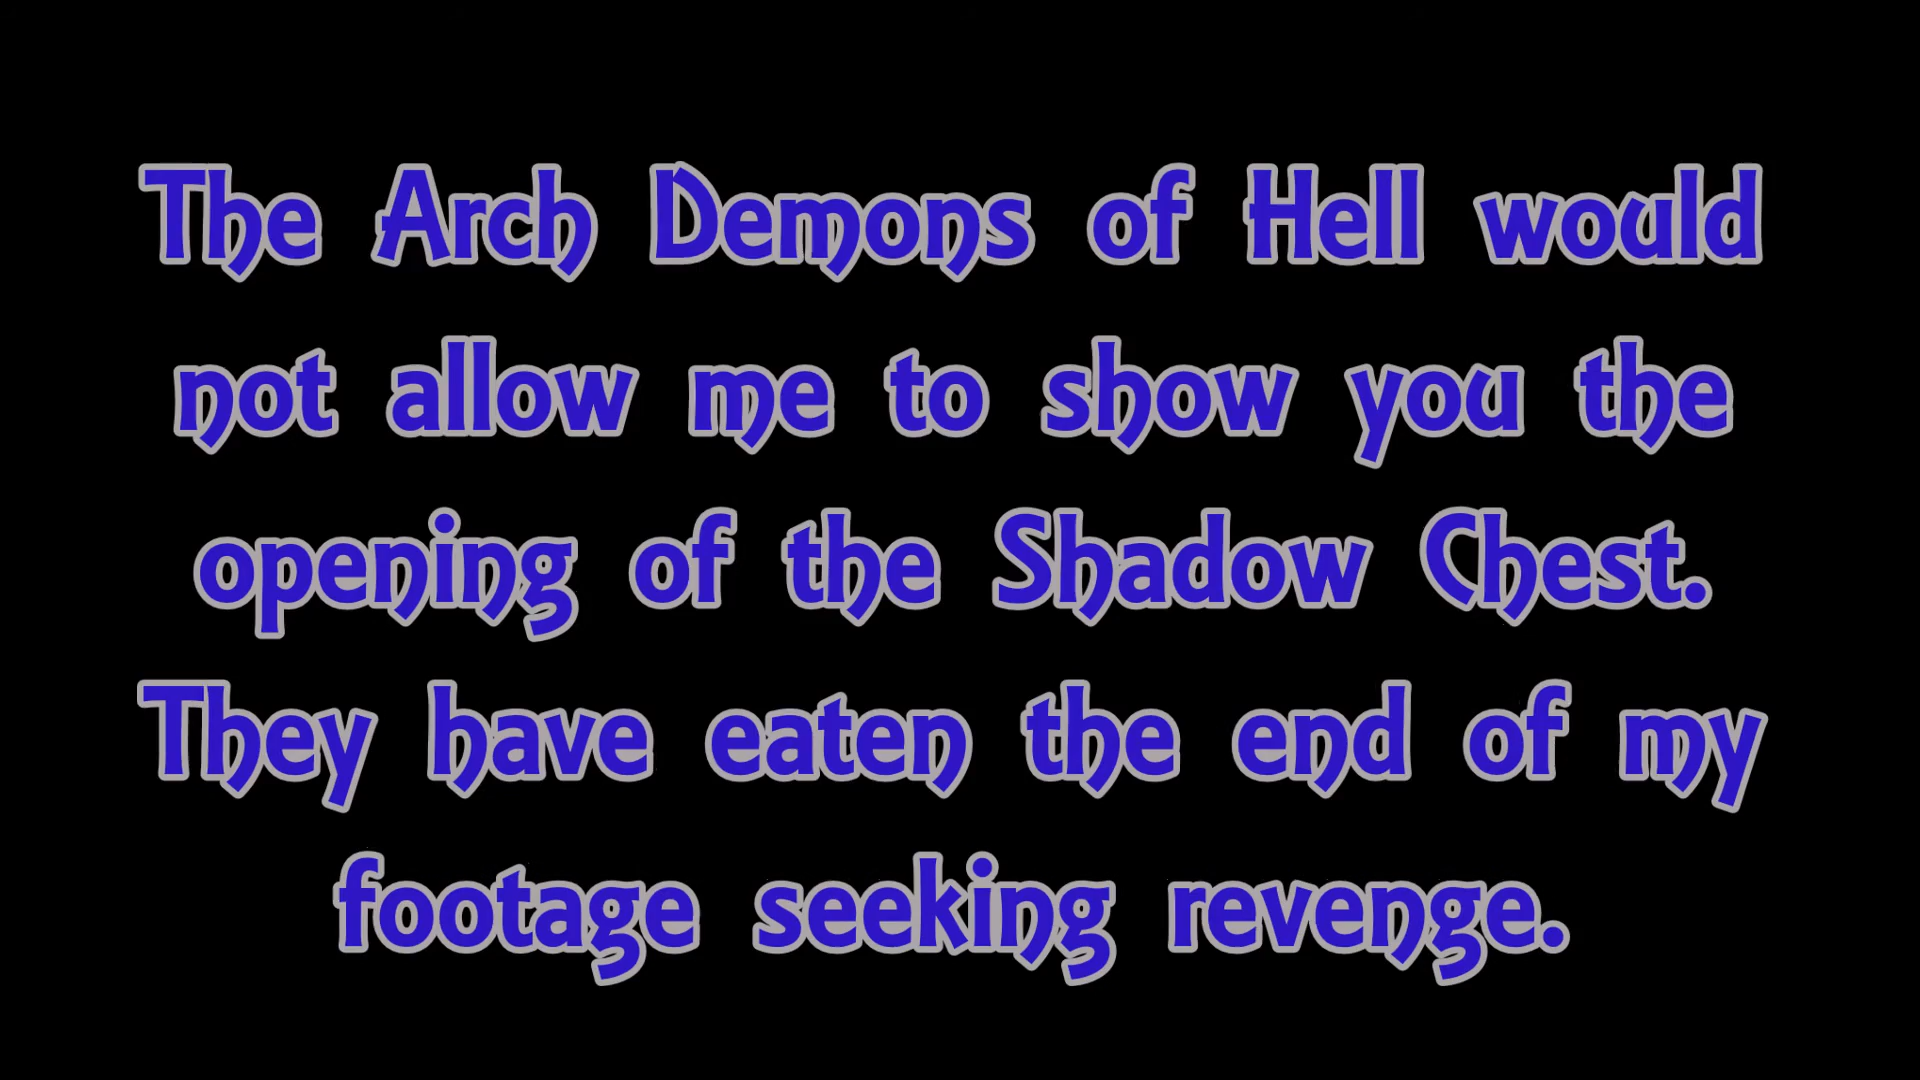 The Arch Demons of Hell would
not allow me to show you the
opening of the Shadow Chest.
They have eaten the end of my
footage seeking revenge.